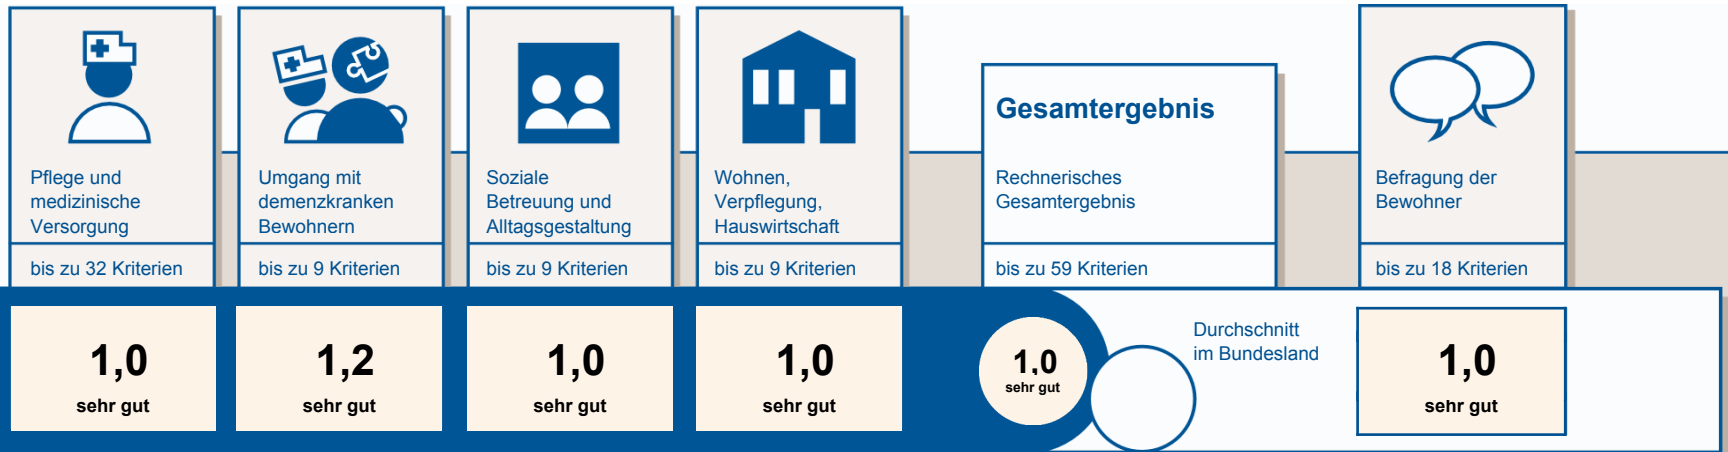 Pflege und
medizinische
Versorgung
bis zu 32 Kriterien
1,0
sehr gut
Umgang mit
demenzkranken
Bewohnern
bis zu 9 Kriterien
1,2
sehr gut
Soziale
Betreuung und
Alltagsgestaltung
bis zu 9 Kriterien
1,0
sehr gut
Wohnen,
Verpflegung,
Hauswirtschaft
bis zu 9 Kriterien
1,0
sehr gut
Gesamtergebnis
Rechnerisches
Gesamtergebnis
bis zu 59 Kriterien
1,0
sehr gut
Durchschnitt
im Bundesland
Befragung der
Bewohner
bis zu 18 Kriterien
1,0
sehr gut